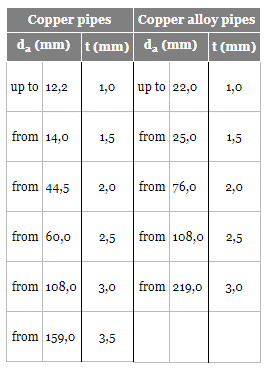 Copper pipes Copper alloy pipes
da (mm) t (mm) da (mm) t (mm)
up to 12,2 1,0 up to 22,0 1,0
from 14,0 1,5 from 25,0 1,5
from 44,5 2,0 from 76,0 2,0
from 60,0 2,5 from 108,0 2,5
from 108,0 3,0 from 219,0 3,0
from 159,0 3,5